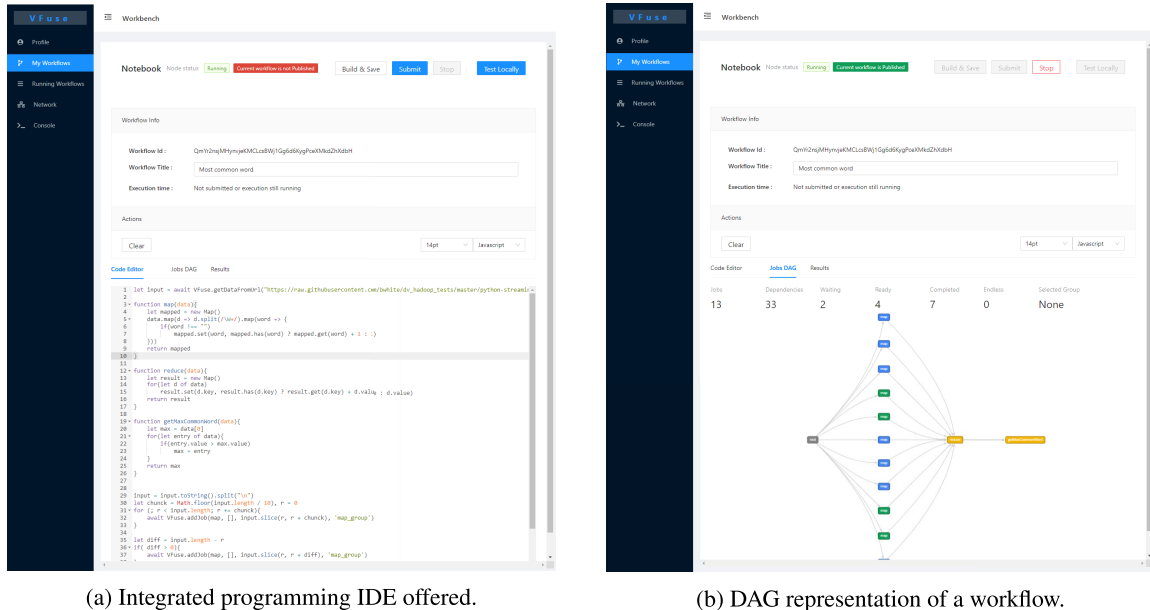 VFuse
Workbench
Profile
My Workflows
Running Workflows
Network
Console
Notebook Node status Running Current workflow is not Published Build & Save Submit Stop Test Locally
Workflow Info
Workflow Id :
Workflow Title : Most common word
Execution time : Not submitted or execution still running
Actions
Clear 14pt Javascript
Code Editor Jobs DAG Results
1 let input = await VFuse.getDataFromUrl("https://raw.githubusercontent.com/bwhite/dv_hadoop_tests/master/python-streami
2
3 function map(data){
4 let mapped = new Map()
5 data.map(d => d.split(/\W+/).map(word => {
6 if(word !== "")
7 mapped.set(word, mapped.has(word) ? mapped.get(word) + 1 :
8 }))
9 return mapped
10 }
11
12 function reduce(data){
13 let result = new Map()
14 for(let d of data)
15 result.set(d.key, result.has(d.key) ? result.get(d.key) + d.value : d.value)
16 return result
17 }
18
19 function getMaxCommonWord(data){
20 let max = data[0]
21 for(let entry of data){
22 if(entry.value > max.value)
23 max = entry
24 }
25 return max
26 }
27
28
29 input = input.toString().split("\n")
30 let chunck = Math.floor(input.length / 10), r = 0
31 for (; r < input.length; r += chunck){
32 await VFuse.addJob(map, [], input.slice(r, r + chunck), 'map_group')
33 }
34
35 let diff = input.length - r
36 if( diff > 0){
37 await VFuse.addJob(map, [], input.slice(r, r + diff), 'map_group')
(a) Integrated programming IDE offered.
VFuse
Workbench
Profile
My Workflows
Running Workflows
Network
Console
Notebook Node status Running Current workflow is Published Build & Save Submit Stop Test Locally
Workflow Info
Workflow Id :
Workflow Title : Most common word
Execution time : Not submitted or execution still running
Actions
Clear 14pt Javascript
Code Editor Jobs DAG Results
Jobs Dependencies Waiting Ready Completed Endless Selected Group
13 33 2 4 7 0 None
map
map
map
map
map
root map reduce getMaxCommonWord
map
map
map
map
(b) DAG representation of a workflow.